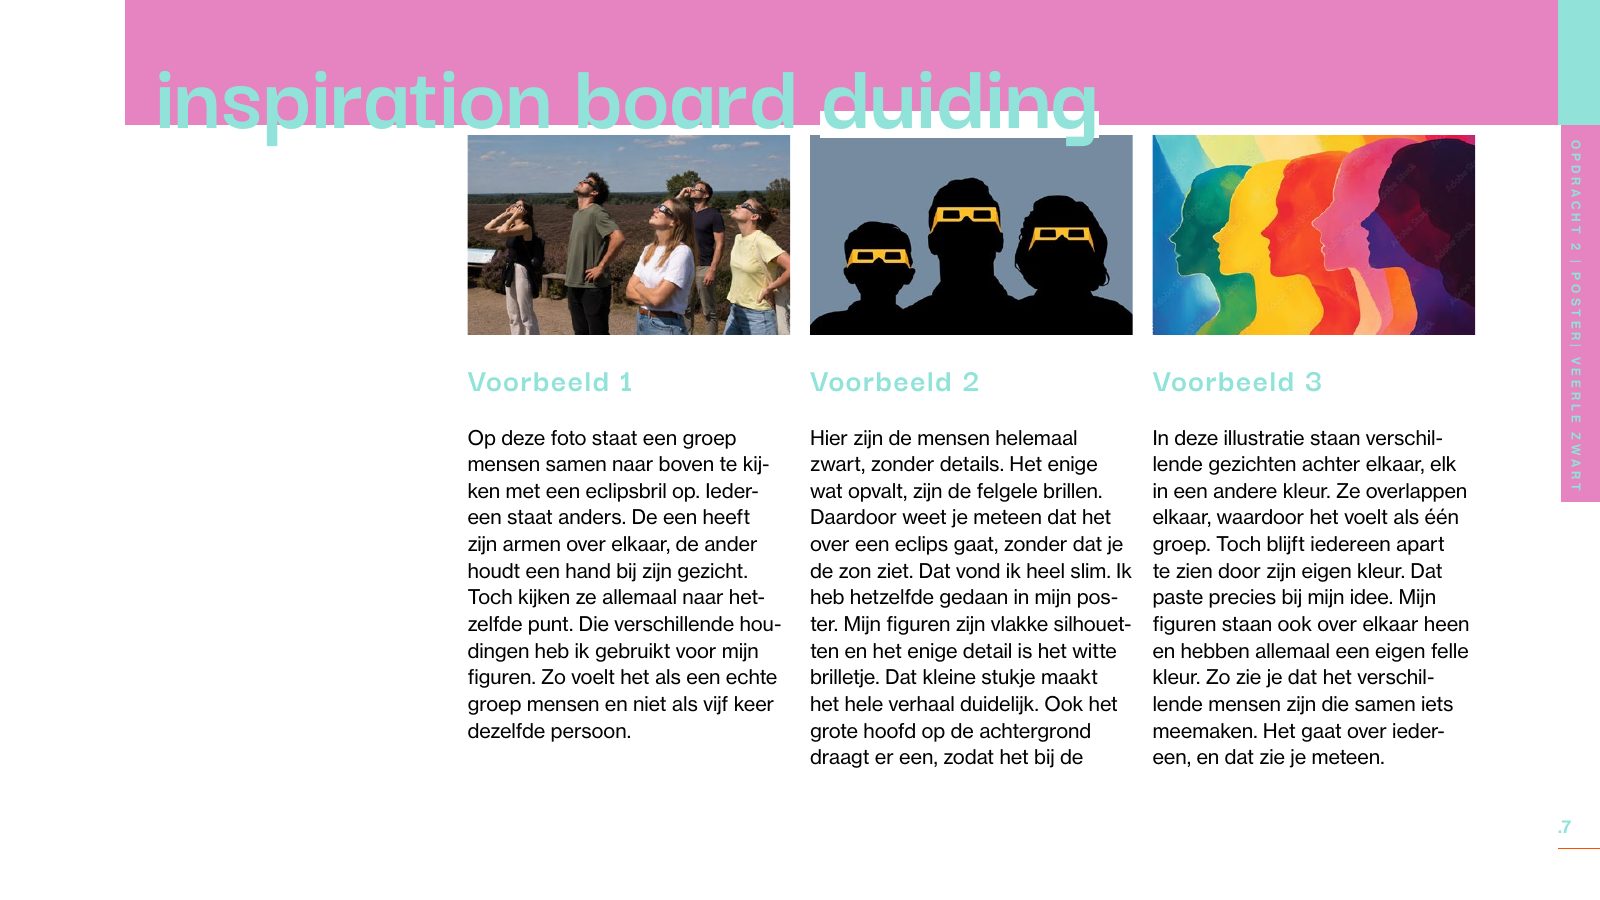 inspiration board duiding
Voorbeeld 1
Op deze foto staat een groep
mensen samen naar boven te kij-
ken met een eclipsbril op. Ieder-
een staat anders. De een heeft
zijn armen over elkaar, de ander
houdt een hand bij zijn gezicht.
Toch kijken ze allemaal naar het-
zelfde punt. Die verschillende hou-
dingen heb ik gebruikt voor mijn
figuren. Zo voelt het als een echte
groep mensen en niet als vijf keer
dezelfde persoon.
Voorbeeld 2
Hier zijn de mensen helemaal
zwart, zonder details. Het enige
wat opvalt, zijn de felgele brillen.
Daardoor weet je meteen dat het
over een eclips gaat, zonder dat je
de zon ziet. Dat vond ik heel slim. Ik
heb hetzelfde gedaan in mijn pos-
ter. Mijn figuren zijn vlakke silhouet-
ten en het enige detail is het witte
brilletje. Dat kleine stukje maakt
het hele verhaal duidelijk. Ook het
grote hoofd op de achtergrond
draagt er een, zodat het bij de
Voorbeeld 3
In deze illustratie staan verschil-
lende gezichten achter elkaar, elk
in een andere kleur. Ze overlappen
elkaar, waardoor het voelt als één
groep. Toch blijft iedereen apart
te zien door zijn eigen kleur. Dat
paste precies bij mijn idee. Mijn
figuren staan ook over elkaar heen
en hebben allemaal een eigen felle
kleur. Zo zie je dat het verschil-
lende mensen zijn die samen iets
meemaken. Het gaat over ieder-
een, en dat zie je meteen.
OPDRACHT 2 | POSTER| VEERLE ZWART
.7